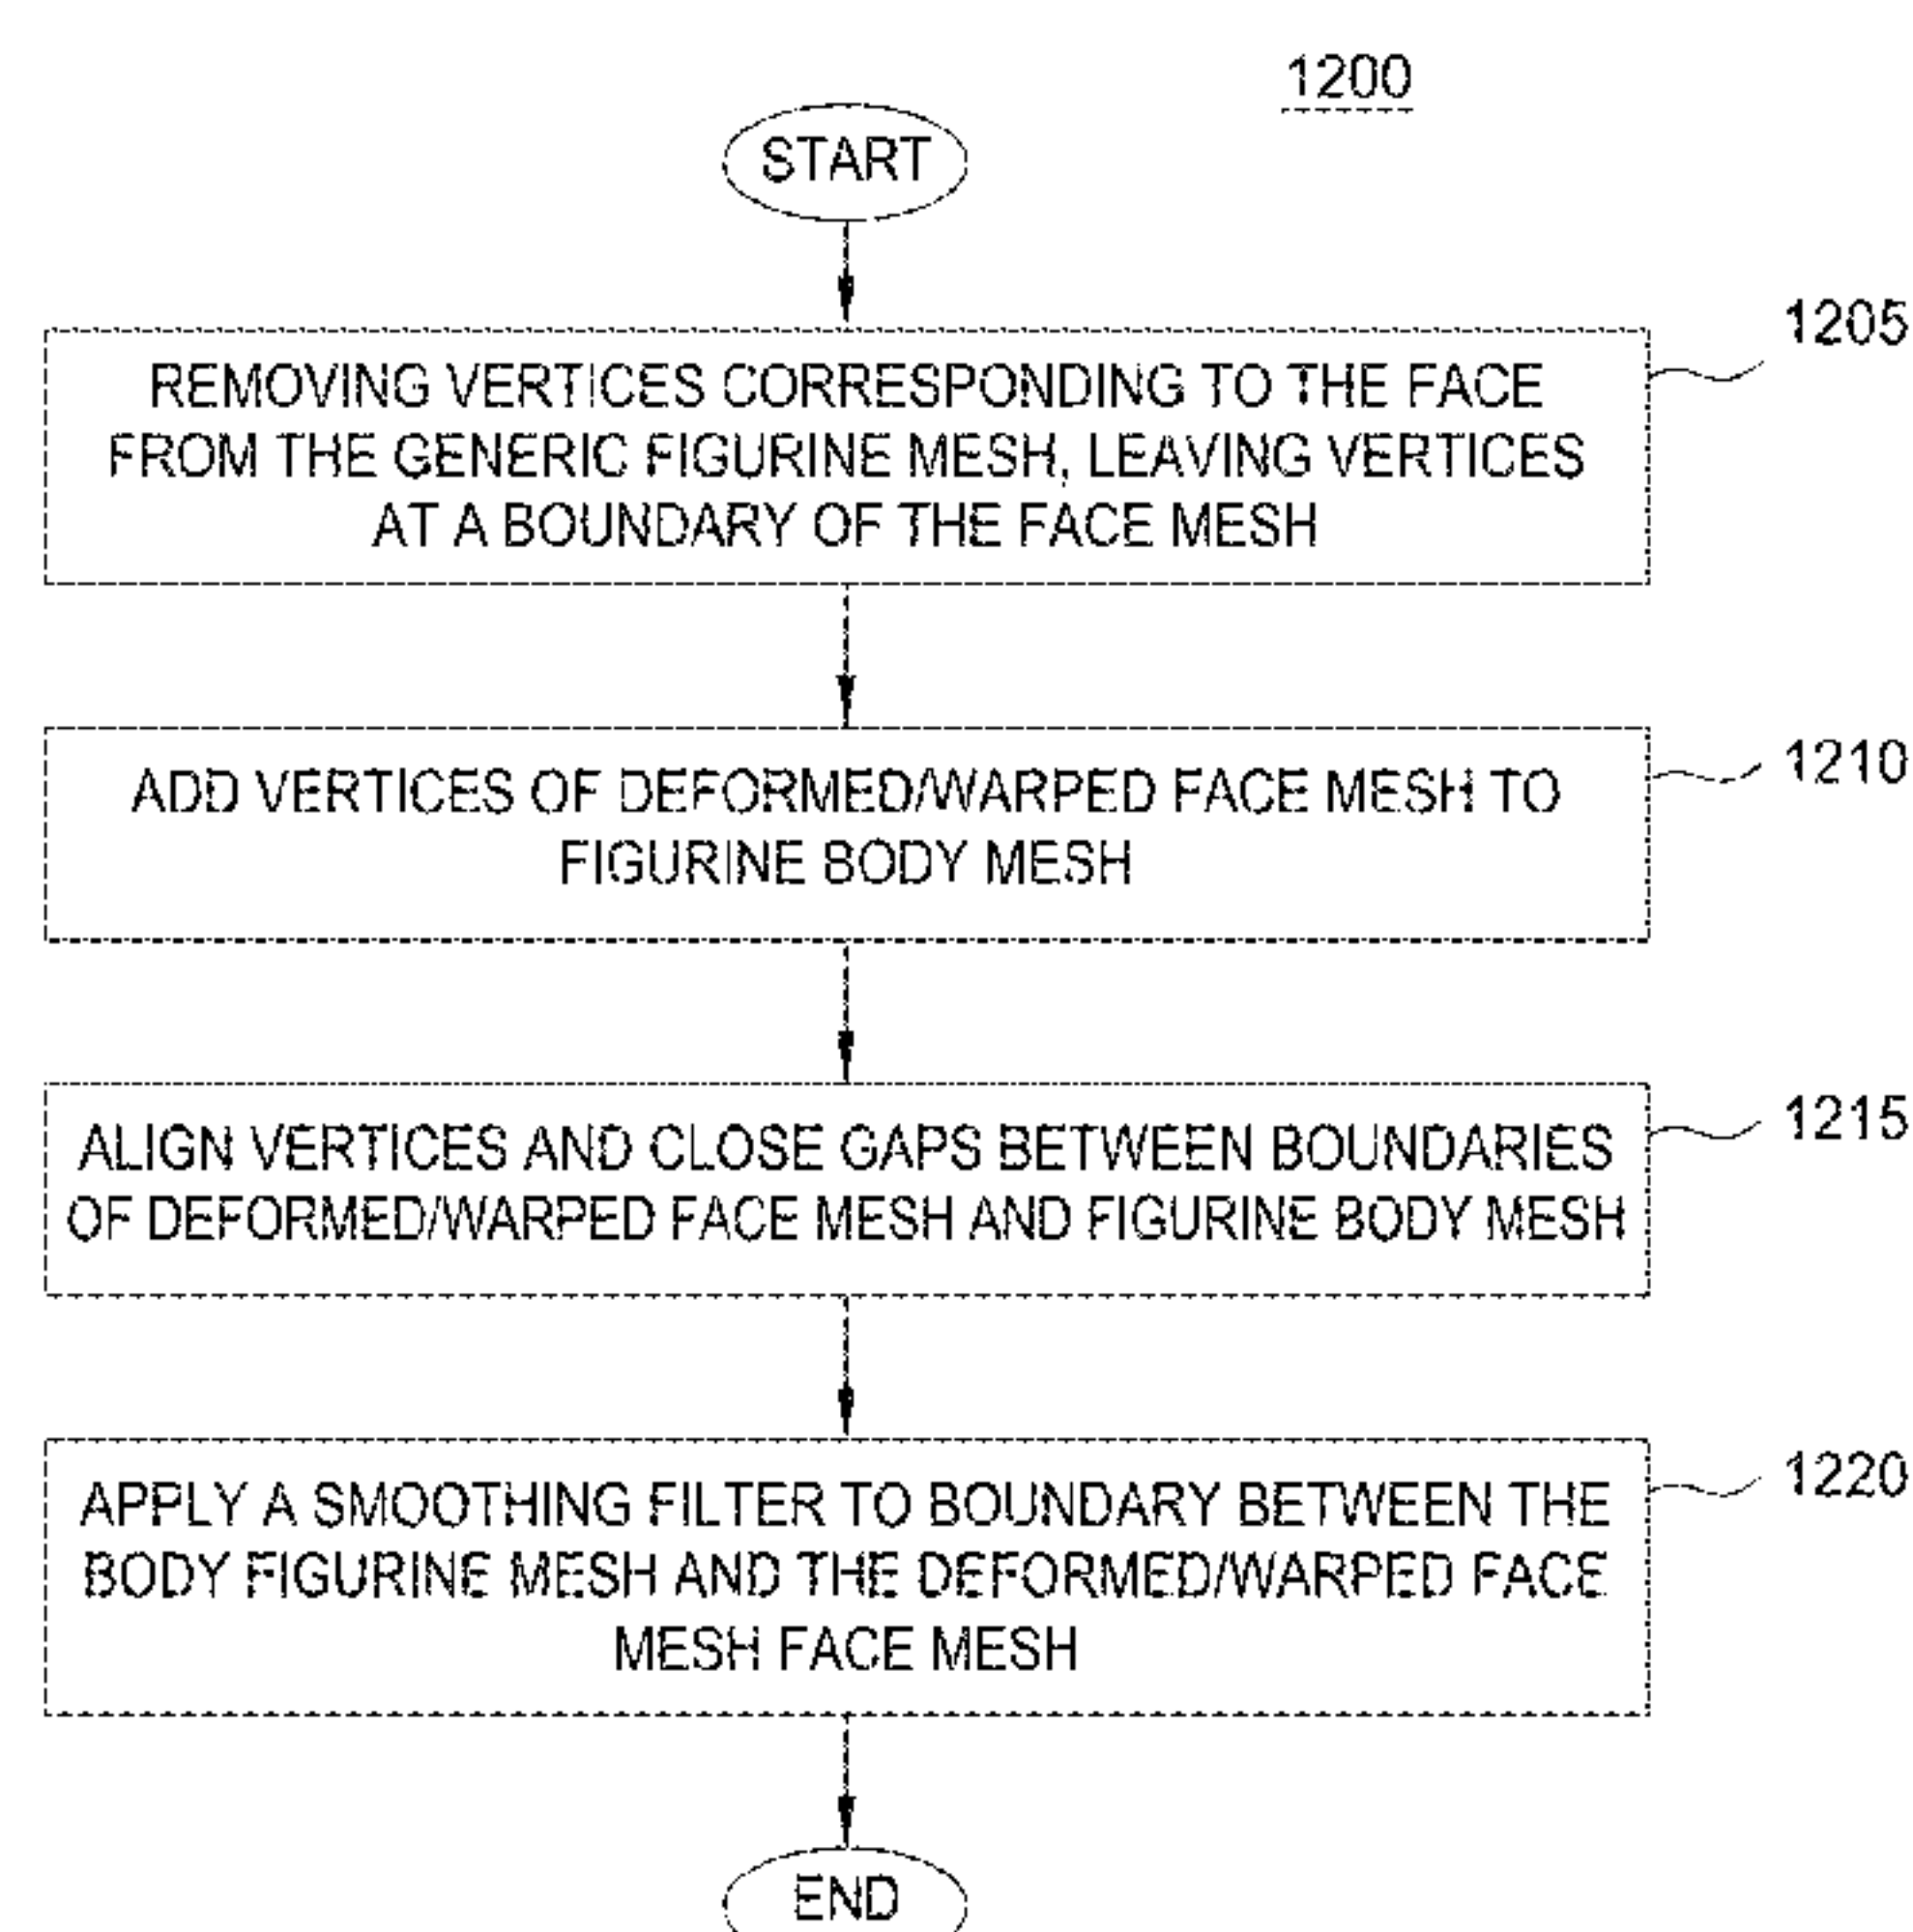 1200
START
1205
REMOVING VERTICES CORRESPONDING TO THE FACE
FROM THE GENERIC FIGURINE MESH, LEAVING VERTICES
AT A BOUNDARY OF THE FACE MESH
1210
ADD VERTICES OF DEFORMED/WARPED FACE MESH TO
FIGURINE BODY MESH
1215
ALIGN VERTICES AND CLOSE GAPS BETWEEN BOUNDARIES
OF DEFORMED/WARPED FACE MESH AND FIGURINE BODY MESH
1220
APPLY A SMOOTHING FILTER TO BOUNDARY BETWEEN THE
BODY FIGURINE MESH AND THE DEFORMED/WARPED FACE
MESH FACE MESH
END